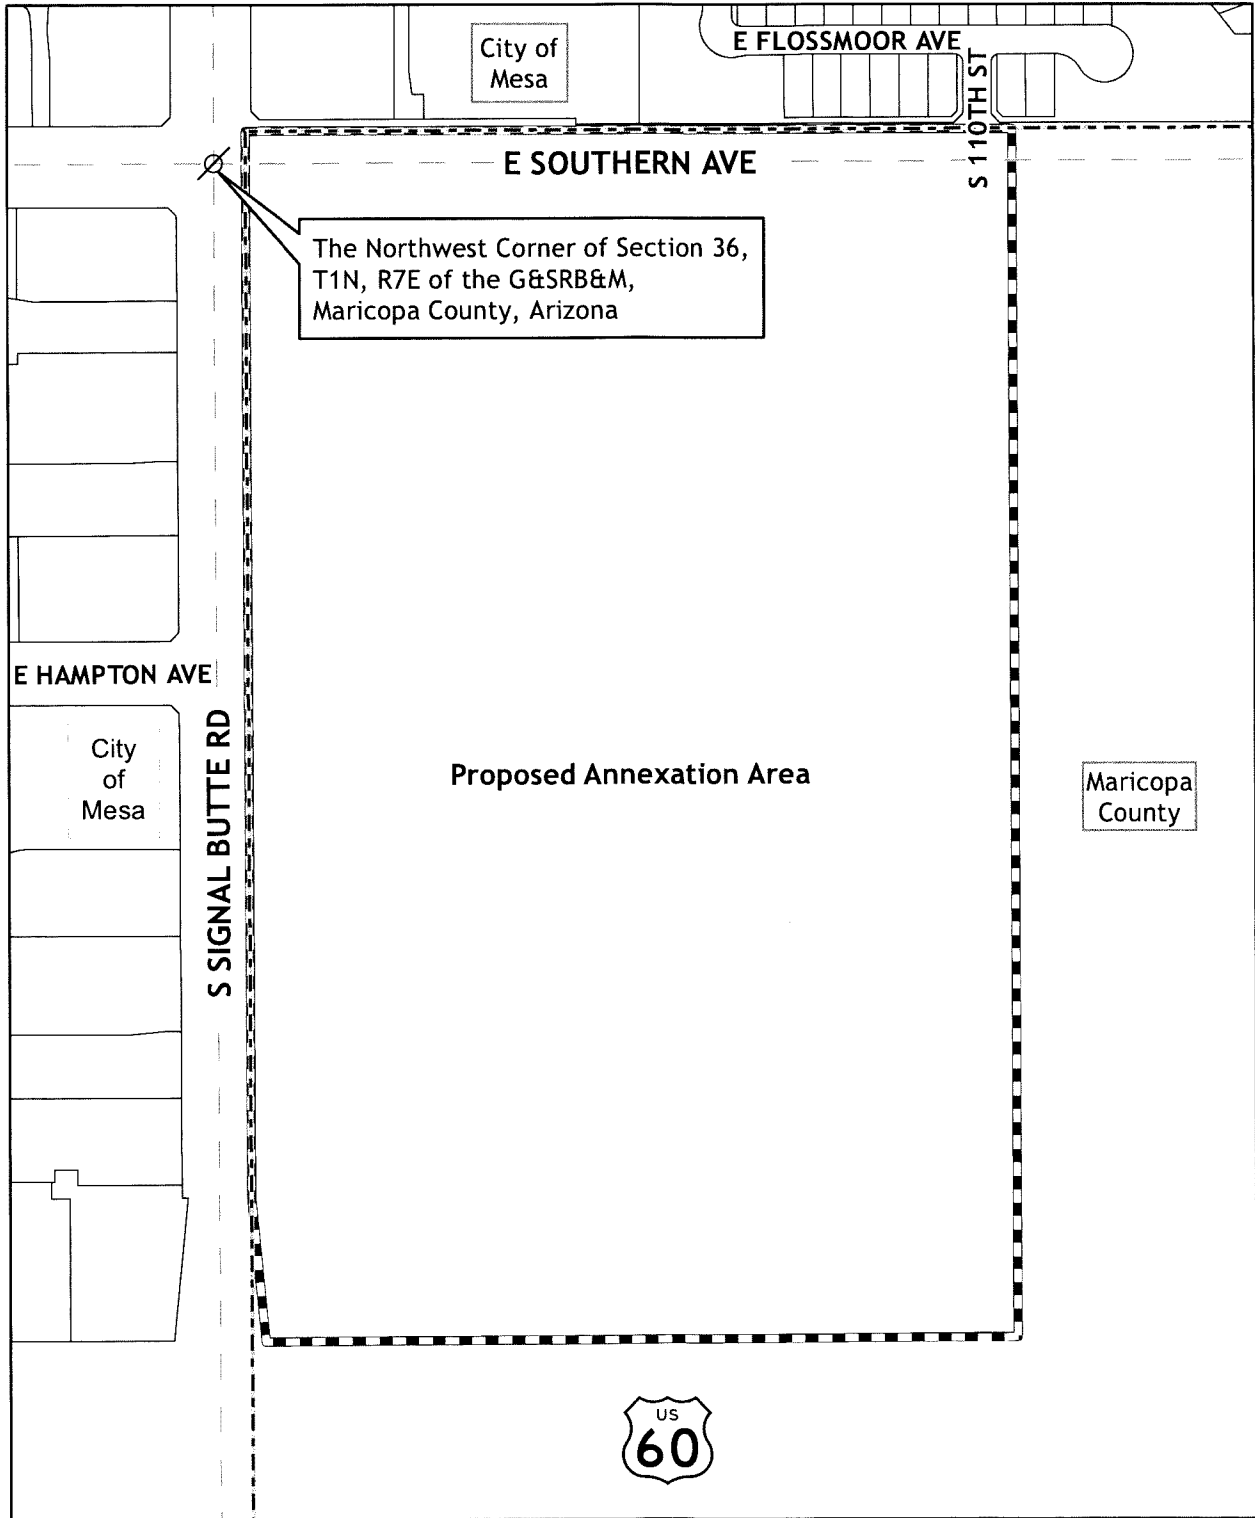 City of
Mesa
E FLOSSMOOR AVE
S 110TH ST
E SOUTHERN AVE
The Northwest Corner of Section 36,
T1N, R7E of the G&SRB&M,
Maricopa County, Arizona
E HAMPTON AVE
S SIGNAL BUTTE RD
City
of
Mesa
Proposed Annexation Area
Maricopa
County
US
60